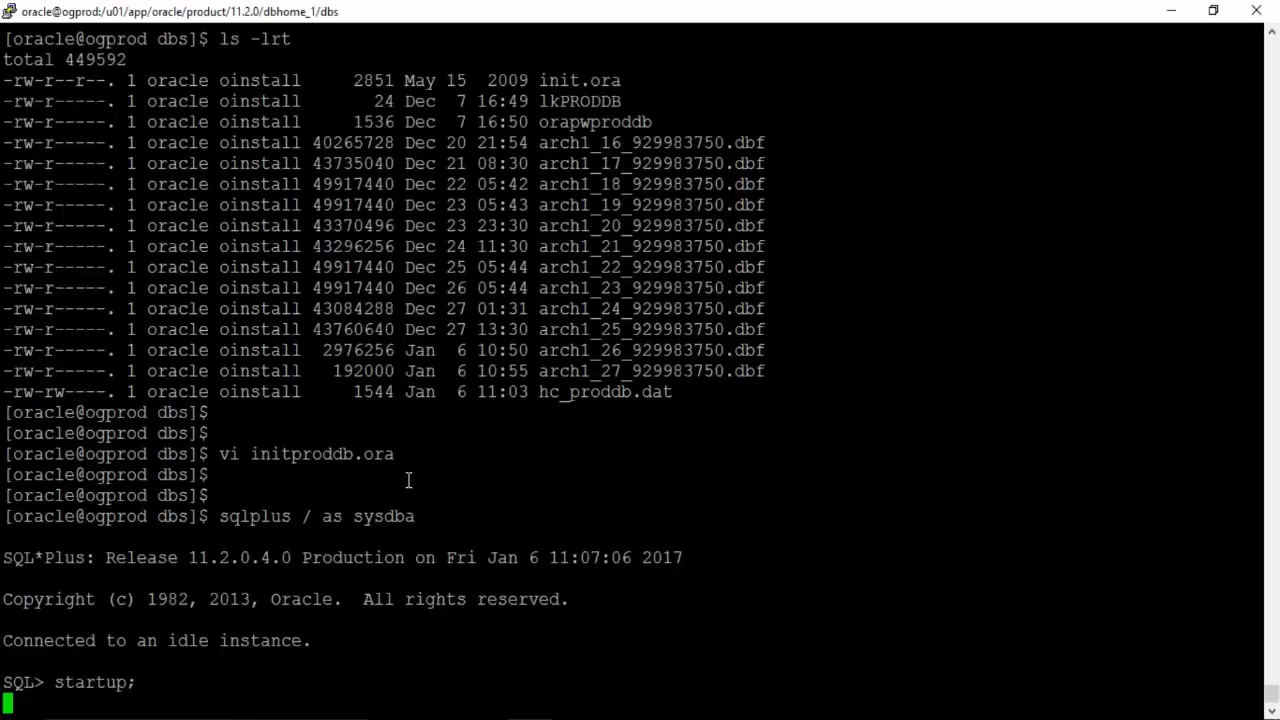 oracle@ogprod:/u01/app/oracle/product/11.2.0/dbhome_1/dbs
[oracle@ogprod dbs]$ ls -lrt
total 449592
-rw-r--r--. 1 oracle oinstall     2851 May 15  2009 init.ora
-rw-r-----. 1 oracle oinstall       24 Dec  7 16:49 lkPRODDB
-rw-r-----. 1 oracle oinstall     1536 Dec  7 16:50 orapwproddb
-rw-r-----. 1 oracle oinstall 40265728 Dec 20 21:54 arch1_16_929983750.dbf
-rw-r-----. 1 oracle oinstall 43735040 Dec 21 08:30 arch1_17_929983750.dbf
-rw-r-----. 1 oracle oinstall 49917440 Dec 22 05:42 arch1_18_929983750.dbf
-rw-r-----. 1 oracle oinstall 49917440 Dec 23 05:43 arch1_19_929983750.dbf
-rw-r-----. 1 oracle oinstall 43370496 Dec 23 23:30 arch1_20_929983750.dbf
-rw-r-----. 1 oracle oinstall 43296256 Dec 24 11:30 arch1_21_929983750.dbf
-rw-r-----. 1 oracle oinstall 49917440 Dec 25 05:44 arch1_22_929983750.dbf
-rw-r-----. 1 oracle oinstall 49917440 Dec 26 05:44 arch1_23_929983750.dbf
-rw-r-----. 1 oracle oinstall 43084288 Dec 27 01:31 arch1_24_929983750.dbf
-rw-r-----. 1 oracle oinstall 43760640 Dec 27 13:30 arch1_25_929983750.dbf
-rw-r-----. 1 oracle oinstall  2976256 Jan  6 10:50 arch1_26_929983750.dbf
-rw-r-----. 1 oracle oinstall   192000 Jan  6 10:55 arch1_27_929983750.dbf
-rw-rw----. 1 oracle oinstall     1544 Jan  6 11:03 hc_proddb.dat
[oracle@ogprod dbs]$
[oracle@ogprod dbs]$
[oracle@ogprod dbs]$ vi initproddb.ora
[oracle@ogprod dbs]$
[oracle@ogprod dbs]$
[oracle@ogprod dbs]$ sqlplus / as sysdba
SQL*Plus: Release 11.2.0.4.0 Production on Fri Jan 6 11:07:06 2017
Copyright (c) 1982, 2013, Oracle.  All rights reserved.
Connected to an idle instance.
SQL> startup;